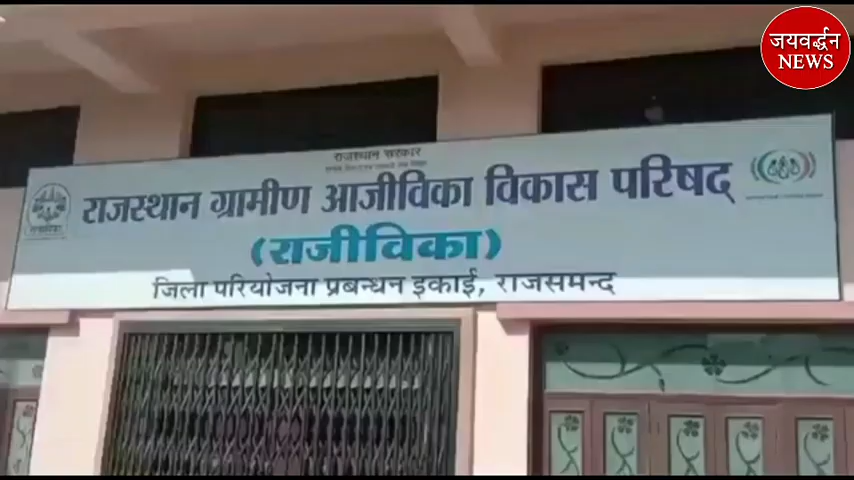 जयवर्द्धन
NEWS
राजस्थान सरकार
राजस्थान ग्रामीण आजीविका विकास परिषद्
(राजीविका)
जिला परियोजना प्रबन्धन इकाई, राजसमन्द